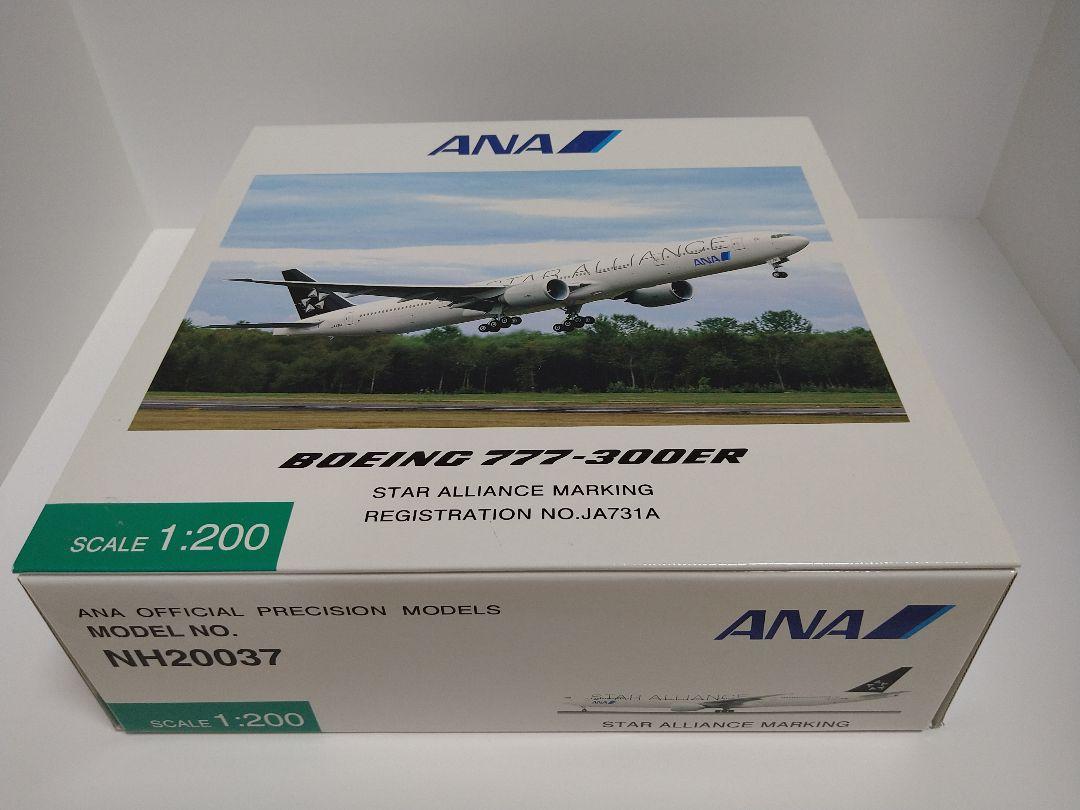 ANA
STAR ALLIANCE
ANA
BOEING 777-300ER
STAR ALLIANCE MARKING
REGISTRATION NO.JA731A
SCALE 1:200
ANA OFFICIAL PRECISION MODELS
MODEL NO.
NH20037
ANA
SCALE 1:200
STAR ALLIANCE
ANA
STAR ALLIANCE MARKING